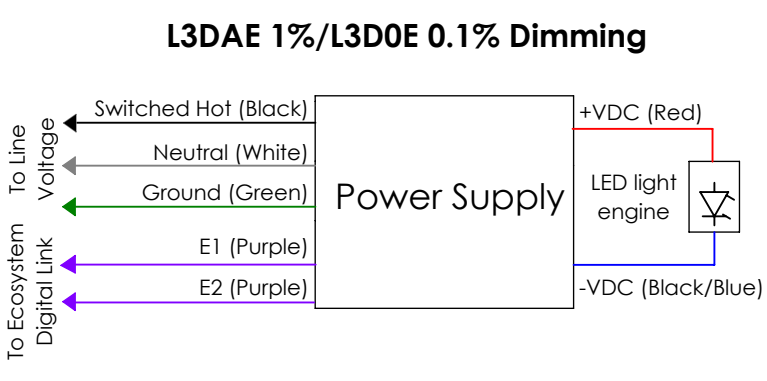 L3DAE 1%/L3D0E 0.1% Dimming
To Line
Voltage
Switched Hot (Black)
Neutral (White)
Ground (Green)
To Ecosystem
Digital Link
E1 (Purple)
E2 (Purple)
Power Supply
+VDC (Red)
LED light
engine
-VDC (Black/Blue)